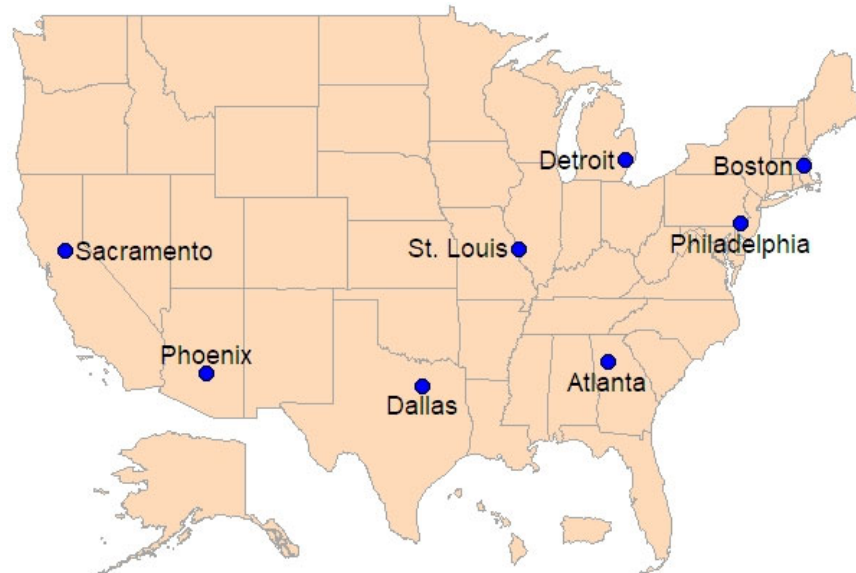 Detroit
Boston
Philadelphia
Sacramento
St. Louis
Phoenix
Atlanta
Dallas